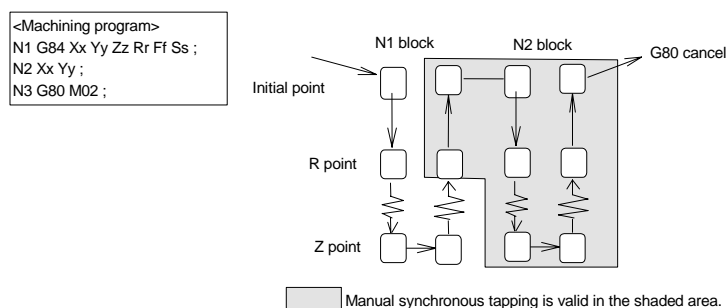 <Machining program>
N1 G84 Xx Yy Zz Rr Ff Ss ;
N2 Xx Yy ;
N3 G80 M02 ;
N1 block
N2 block
G80 cancel
Initial point
R point
Z point
Manual synchronous tapping is valid in the shaded area.